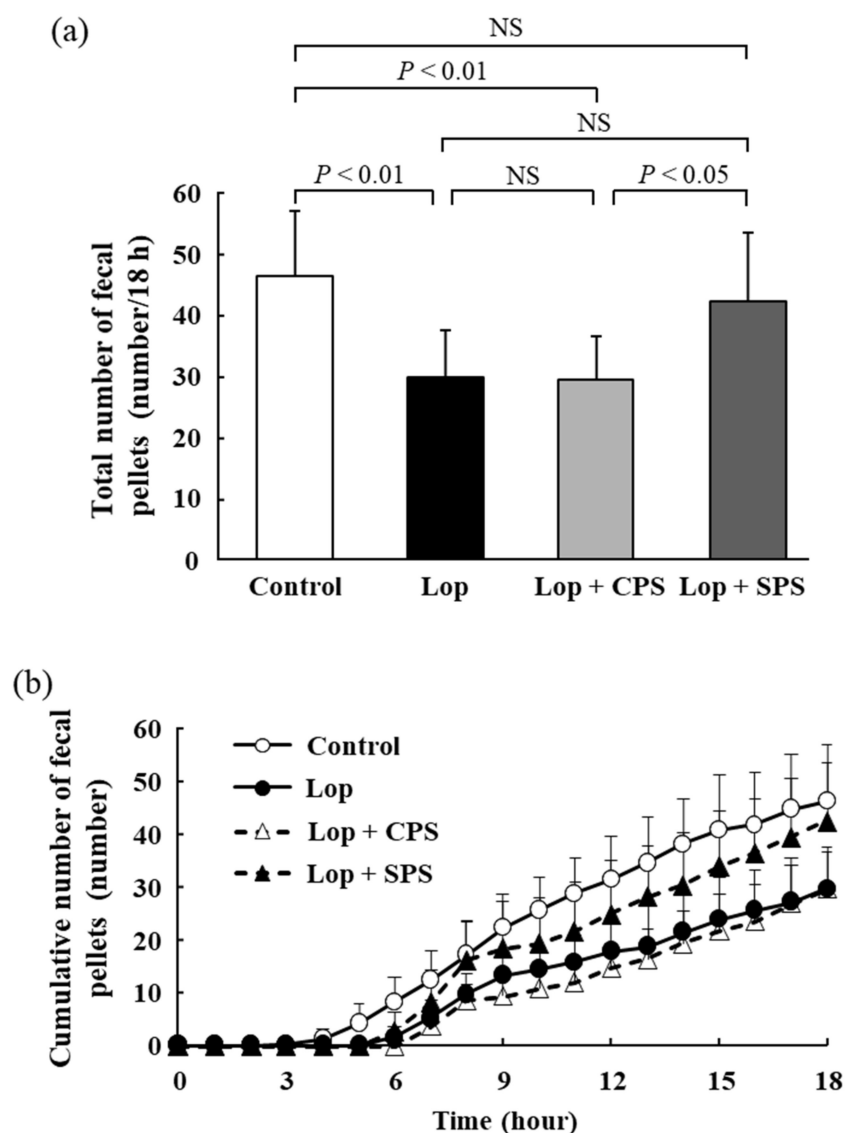 (a)
NS
P < 0.01
NS
P < 0.01 NS P < 0.05
Total number of fecal
pellets (number/18 h)
60
50
40
30
20
10
0
Control Lop Lop + CPS Lop + SPS
(b)
Cumulative number of fecal
pellets (number)
60
50
40
30
20
10
0
Control
Lop
Lop + CPS
Lop + SPS
0 3 6 9 12 15 18
Time (hour)